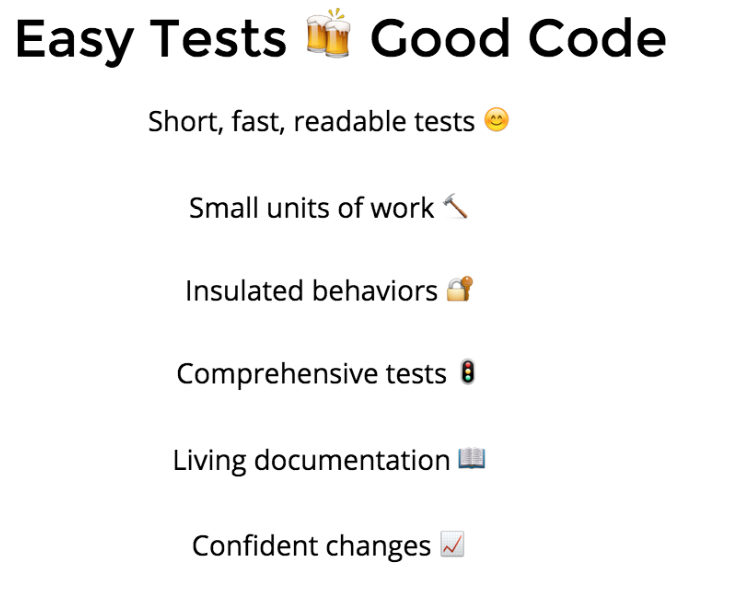 Easy Tests 🍻 Good Code
Short, fast, readable tests 😊
Small units of work 🔨
Insulated behaviors 🔐
Comprehensive tests 🚦
Living documentation 📖
Confident changes 📈